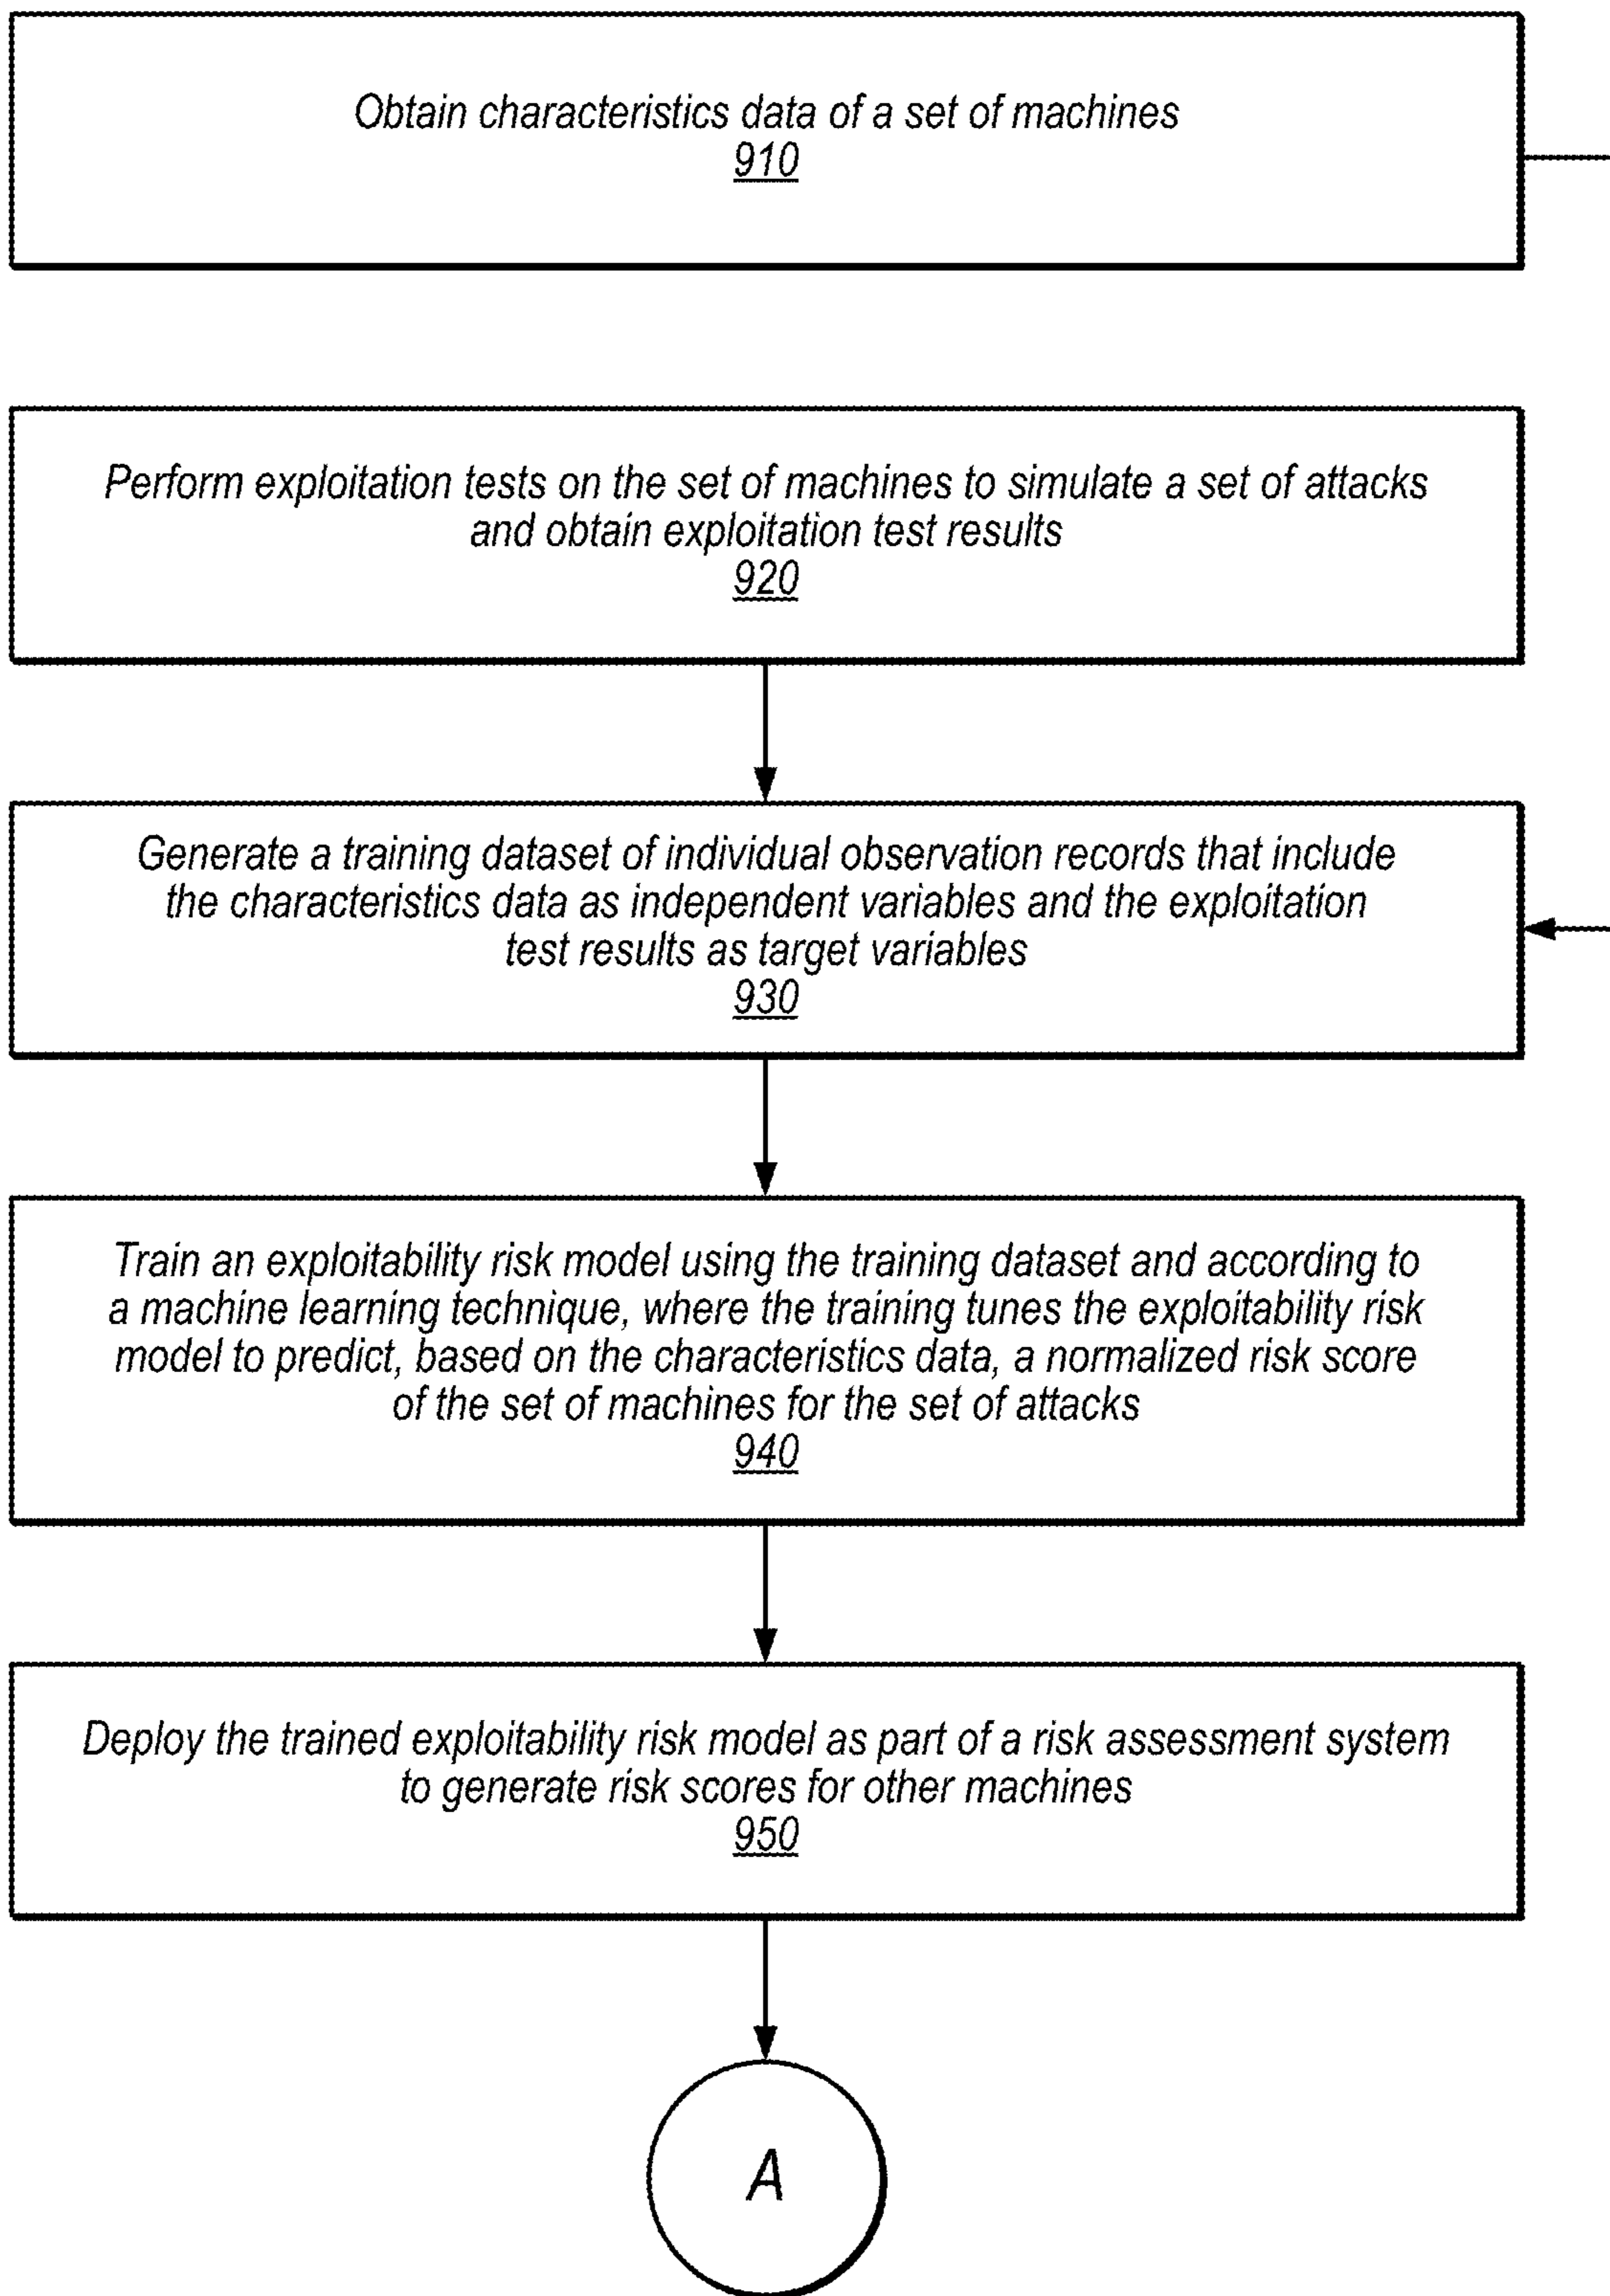 Obtain characteristics data of a set of machines
910
Perform exploitation tests on the set of machines to simulate a set of attacks
and obtain exploitation test results
920
Generate a training dataset of individual observation records that include
the characteristics data as independent variables and the exploitation
test results as target variables
930
Train an exploitability risk model using the training dataset and according to
a machine learning technique, where the training tunes the exploitability risk
model to predict, based on the characteristics data, a normalized risk score
of the set of machines for the set of attacks
940
Deploy the trained exploitability risk model as part of a risk assessment system
to generate risk scores for other machines
950
A